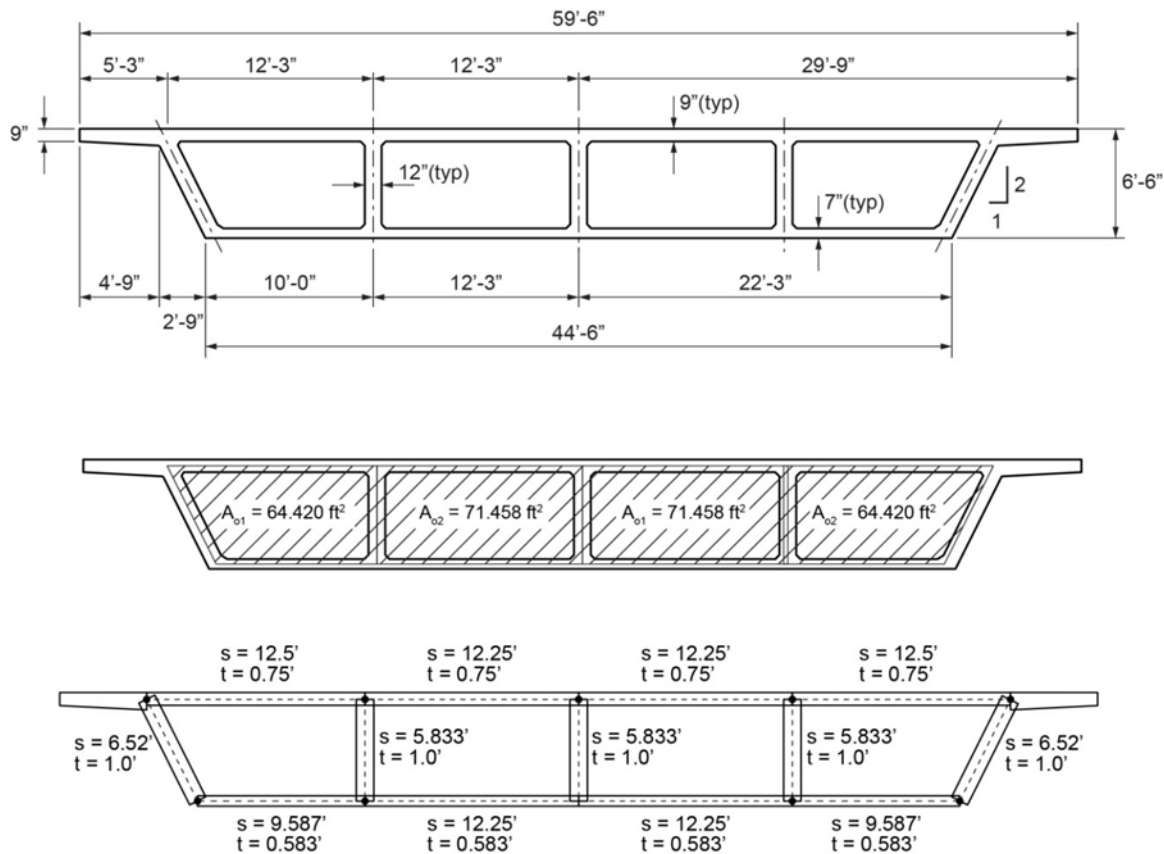 59'-6"
5'-3"
12'-3"
12'-3"
29'-9"
9"
9"(typ)
12"(typ)
7"(typ)
2
1
6'-6"
4'-9"
2'-9"
10'-0"
12'-3"
22'-3"
44'-6"
Ao1 = 64.420 ft²
Ao2 = 71.458 ft²
Ao1 = 71.458 ft²
Ao2 = 64.420 ft²
s = 12.5'
t = 0.75'
s = 12.25'
t = 0.75'
s = 12.25'
t = 0.75'
s = 12.5'
t = 0.75'
s = 6.52'
t = 1.0'
s = 5.833'
t = 1.0'
s = 5.833'
t = 1.0'
s = 5.833'
t = 1.0'
s = 6.52'
t = 1.0'
s = 9.587'
t = 0.583'
s = 12.25'
t = 0.583'
s = 12.25'
t = 0.583'
s = 9.587'
t = 0.583'